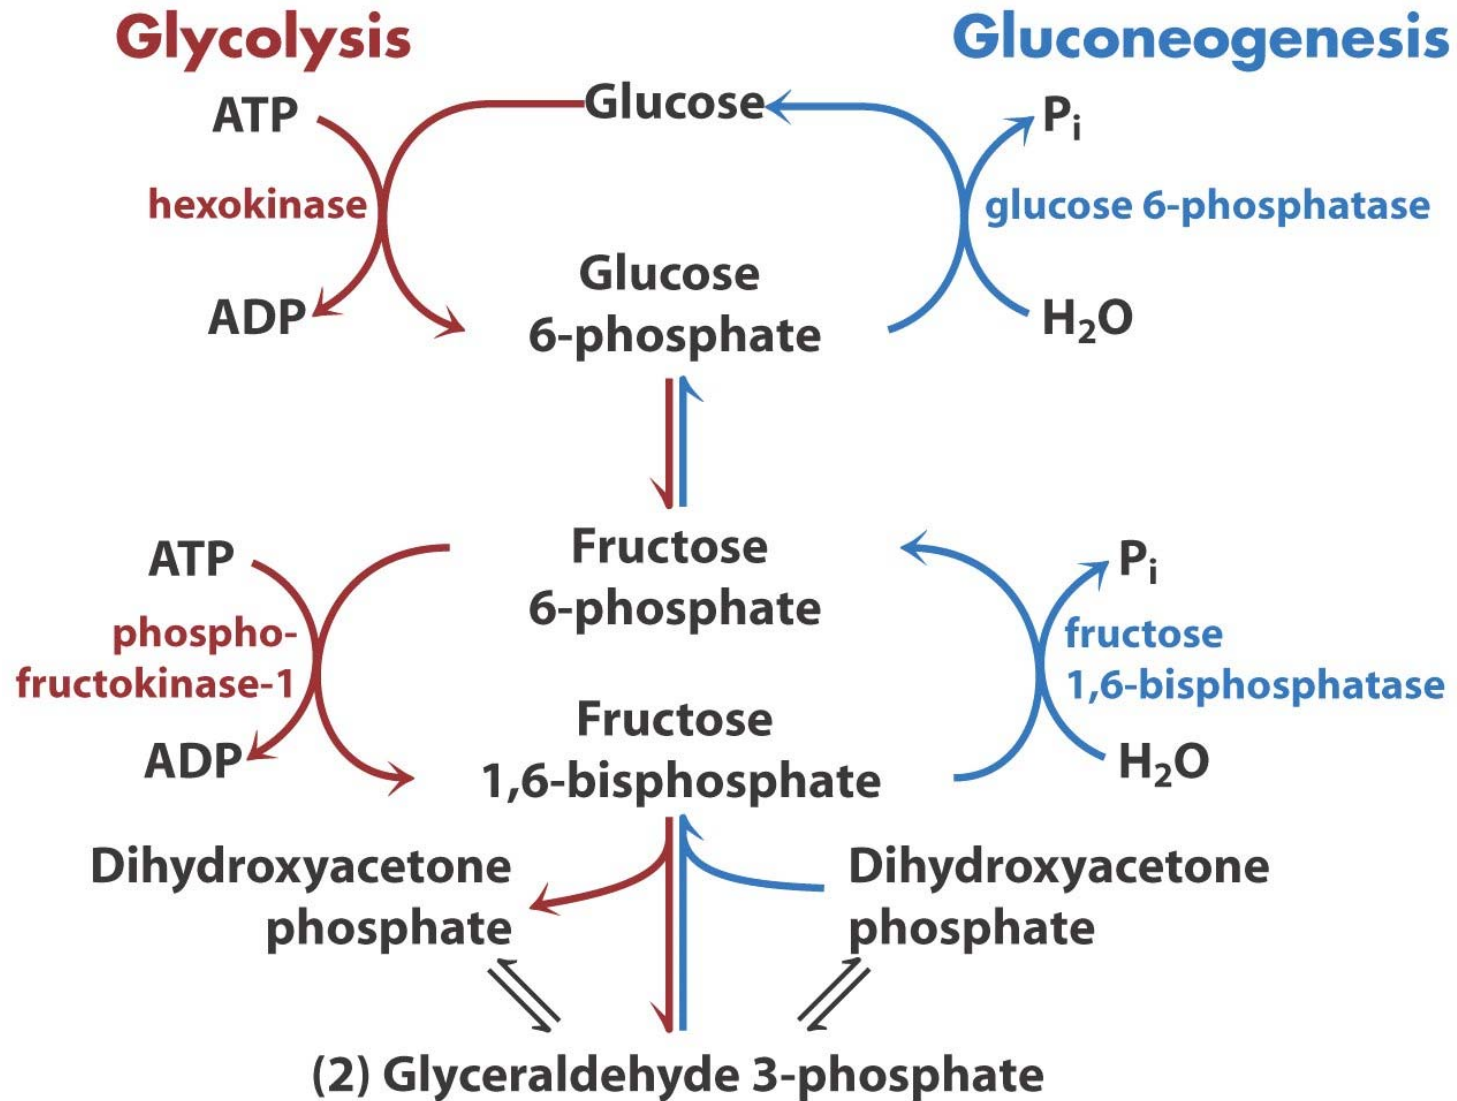 Glycolysis
Gluconeogenesis
ATP
Glucose
Pi
hexokinase
glucose 6-phosphatase
Glucose
6-phosphate
ADP
H2O
ATP
Fructose
6-phosphate
Pi
phospho-
fructokinase-1
fructose
1,6-bisphosphatase
Fructose
1,6-bisphosphate
ADP
H2O
Dihydroxyacetone
phosphate
Dihydroxyacetone
phosphate
(2) Glyceraldehyde 3-phosphate